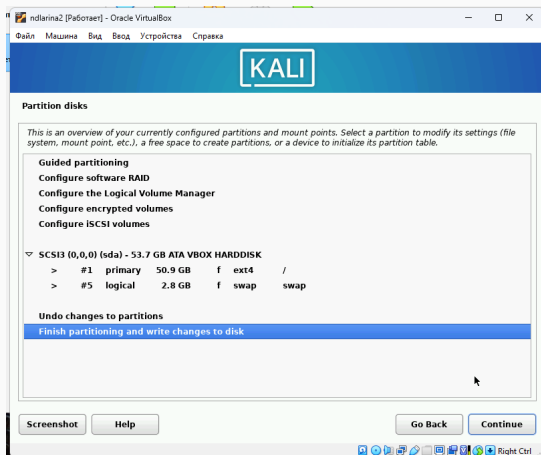 ndlarina2 [Работает] - Oracle VirtualBox
Файл Машина Вид Ввод Устройства Справка
KALI
Partition disks
This is an overview of your currently configured partitions and mount points. Select a partition to modify its settings (file
system, mount point, etc.), a free space to create partitions, or a device to initialize its partition table.
Guided partitioning
Configure software RAID
Configure the Logical Volume Manager
Configure encrypted volumes
Configure iSCSI volumes
SCSI3 (0,0,0) (sda) - 53.7 GB ATA VBOX HARDDISK
> #1 primary 50.9 GB f ext4 /
> #5 logical 2.8 GB f swap swap
Undo changes to partitions
Finish partitioning and write changes to disk
Screenshot Help Go Back Continue
Right Ctrl